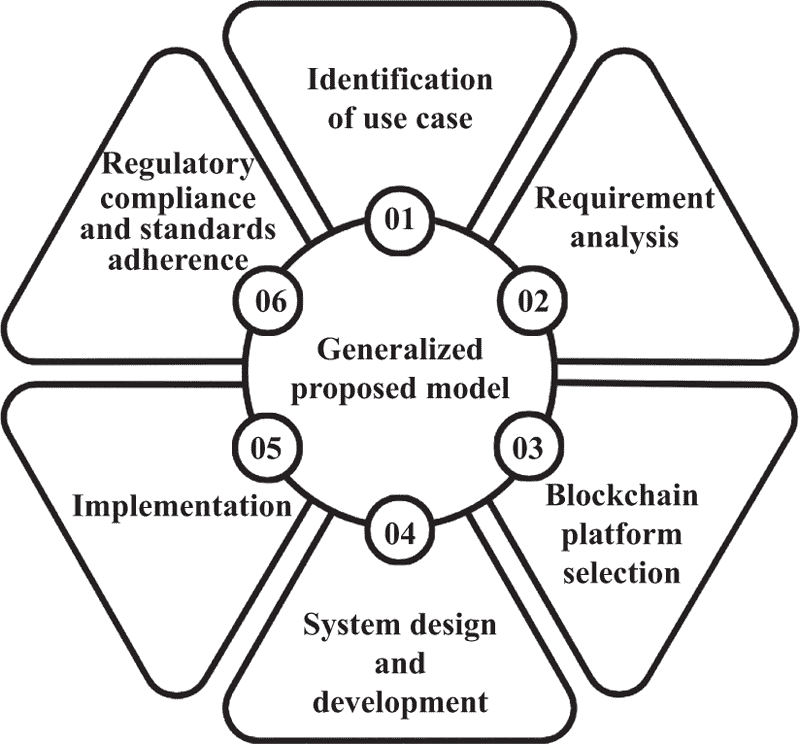 Identification
of use case
01
Requirement
analysis
02
Blockchain
platform
selection
03
System design
and
development
04
Implementation
05
Regulatory
compliance
and standards
adherence
06
Generalized
proposed model